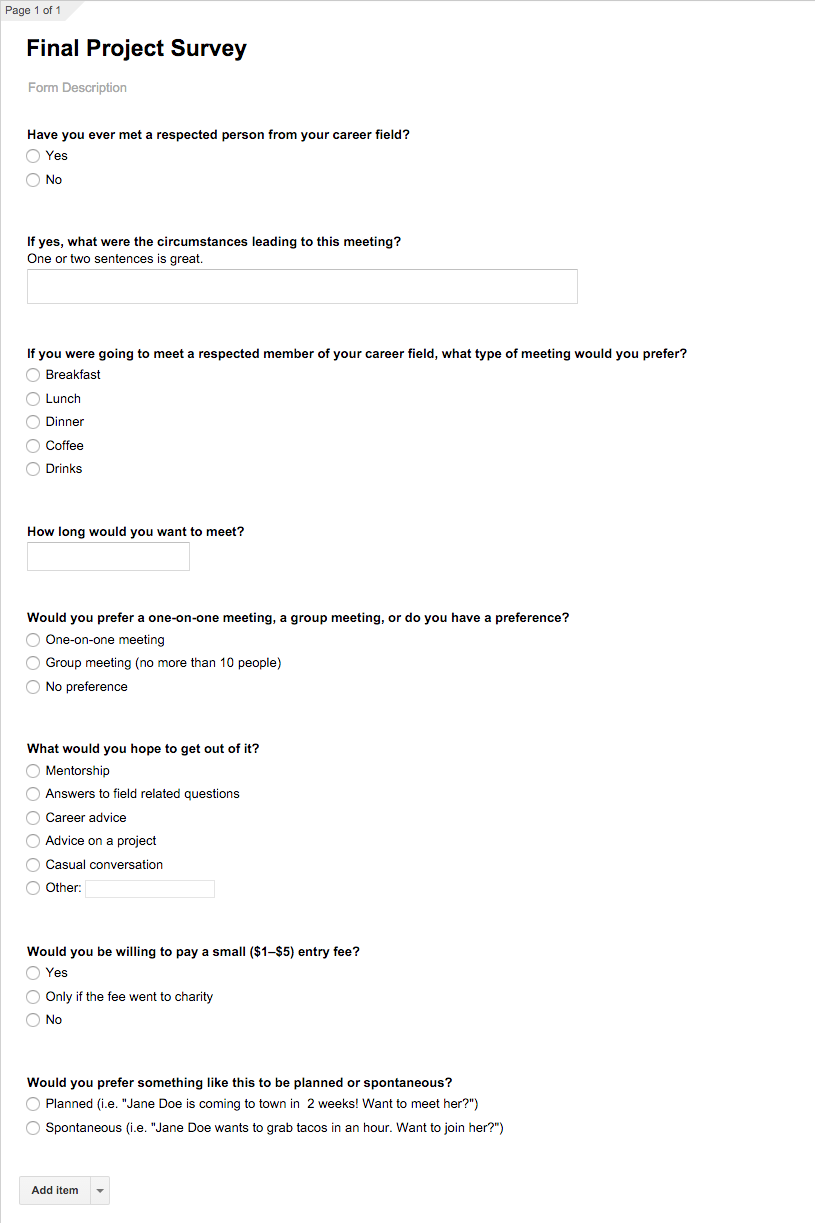 Page 1 of 1
Final Project Survey
Form Description
Have you ever met a respected person from your career field?
Yes
No
If yes, what were the circumstances leading to this meeting?
One or two sentences is great.
If you were going to meet a respected member of your career field, what type of meeting would you prefer?
Breakfast
Lunch
Dinner
Coffee
Drinks
How long would you want to meet?
Would you prefer a one-on-one meeting, a group meeting, or do you have a preference?
One-on-one meeting
Group meeting (no more than 10 people)
No preference
What would you hope to get out of it?
Mentorship
Answers to field related questions
Career advice
Advice on a project
Casual conversation
Other:
Would you be willing to pay a small ($1–$5) entry fee?
Yes
Only if the fee went to charity
No
Would you prefer something like this to be planned or spontaneous?
Planned (i.e. "Jane Doe is coming to town in  2 weeks! Want to meet her?")
Spontaneous (i.e. "Jane Doe wants to grab tacos in an hour. Want to join her?")
Add item